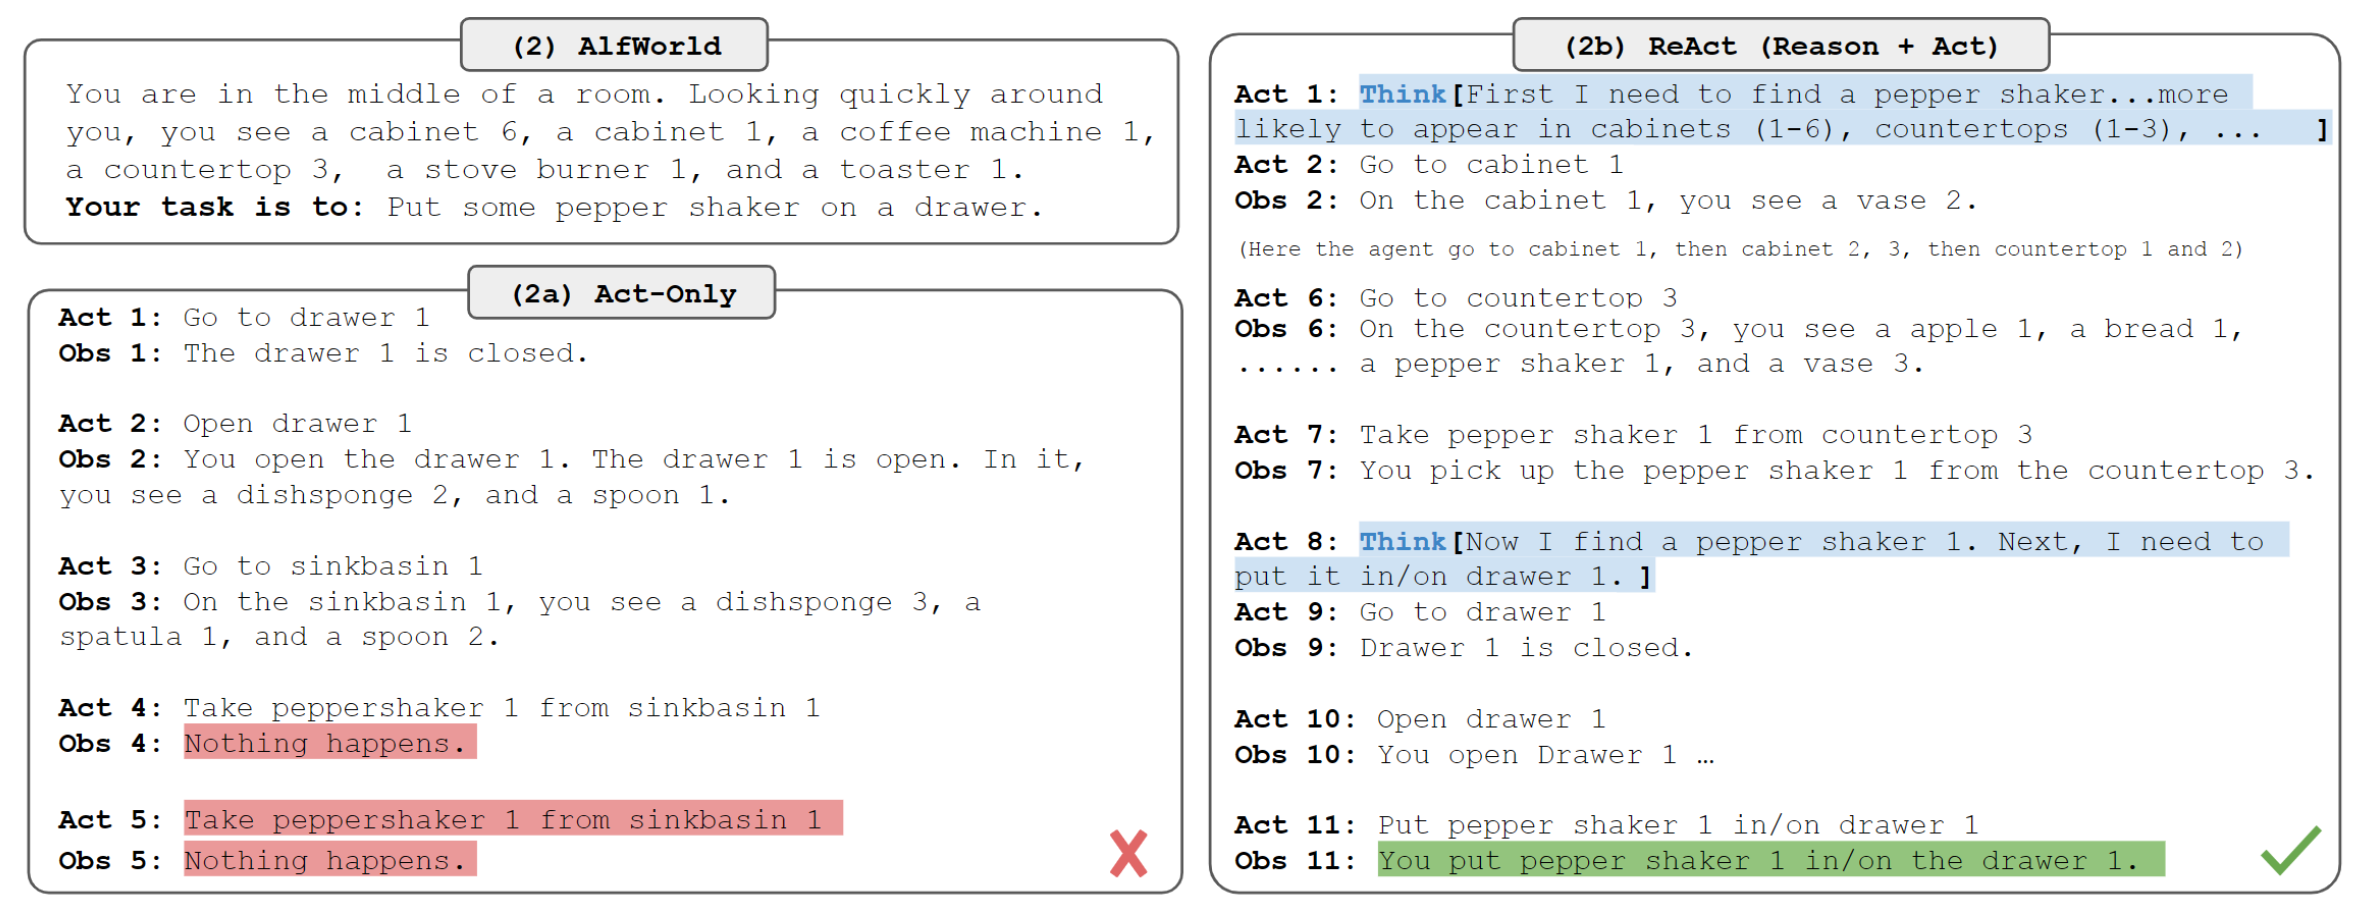 (2) AlfWorld
You are in the middle of a room. Looking quickly around
you, you see a cabinet 6, a cabinet 1, a coffee machine 1,
a countertop 3,  a stove burner 1, and a toaster 1.
Your task is to: Put some pepper shaker on a drawer.
(2a) Act-Only
Act 1: Go to drawer 1
Obs 1: The drawer 1 is closed.
Act 2: Open drawer 1
Obs 2: You open the drawer 1. The drawer 1 is open. In it,
you see a dishsponge 2, and a spoon 1.
Act 3: Go to sinkbasin 1
Obs 3: On the sinkbasin 1, you see a dishsponge 3, a
spatula 1, and a spoon 2.
Act 4: Take peppershaker 1 from sinkbasin 1
Obs 4: Nothing happens.
Act 5: Take peppershaker 1 from sinkbasin 1
Obs 5: Nothing happens.
(2b) ReAct (Reason + Act)
Act 1: Think[First I need to find a pepper shaker...more
likely to appear in cabinets (1-6), countertops (1-3), ... ]
Act 2: Go to cabinet 1
Obs 2: On the cabinet 1, you see a vase 2.
(Here the agent go to cabinet 1, then cabinet 2, 3, then countertop 1 and 2)
Act 6: Go to countertop 3
Obs 6: On the countertop 3, you see a apple 1, a bread 1,
...... a pepper shaker 1, and a vase 3.
Act 7: Take pepper shaker 1 from countertop 3
Obs 7: You pick up the pepper shaker 1 from the countertop 3.
Act 8: Think[Now I find a pepper shaker 1. Next, I need to
put it in/on drawer 1. ]
Act 9: Go to drawer 1
Obs 9: Drawer 1 is closed.
Act 10: Open drawer 1
Obs 10: You open Drawer 1 …
Act 11: Put pepper shaker 1 in/on drawer 1
Obs 11: You put pepper shaker 1 in/on the drawer 1.